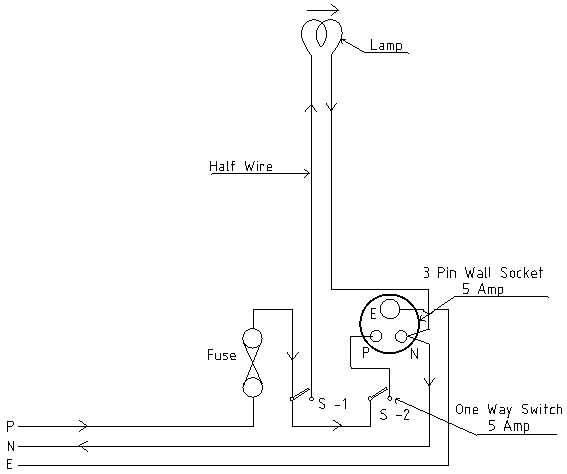 Lamp
Half Wire
3 Pin Wall Socket
5 Amp
E
P
N
Fuse
S -1
S -2
One Way Switch
5 Amp
P
N
E